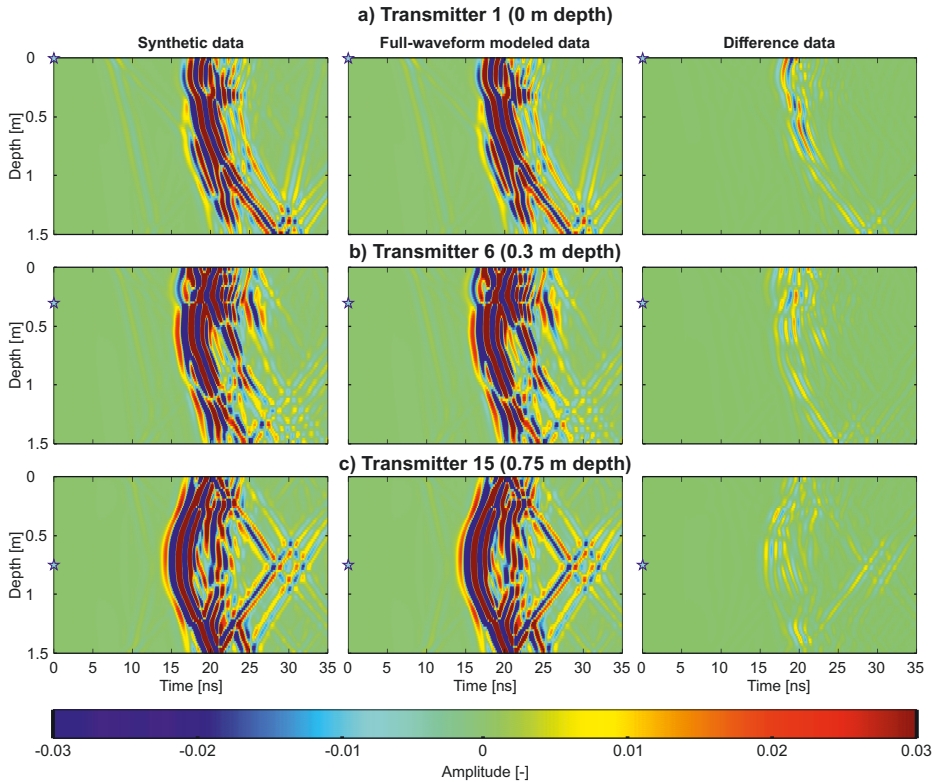 a) Transmitter 1 (0 m depth)
Synthetic data Full-waveform modeled data Difference data
0
0.5
1
1.5
Depth [m]
b) Transmitter 6 (0.3 m depth)
0
0.5
1
1.5
Depth [m]
c) Transmitter 15 (0.75 m depth)
0
0.5
1
1.5
Depth [m]
0 5 10 15 20 25 30 35 0 5 10 15 20 25 30 35 0 5 10 15 20 25 30 35
Time [ns] Time [ns] Time [ns]
-0.03 -0.02 -0.01 0 0.01 0.02 0.03
Amplitude [-]